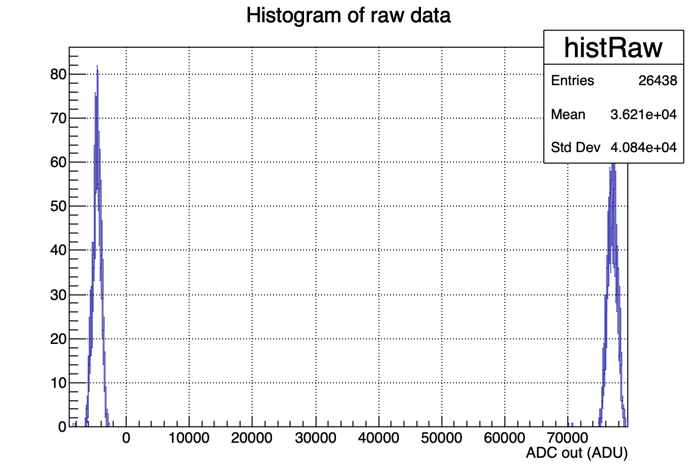 Histogram of raw data
histRaw
Entries 26438
Mean 3.621e+04
Std Dev 4.084e+04
80
70
60
50
40
30
20
10
0
0 10000 20000 30000 40000 50000 60000 70000
ADC out (ADU)